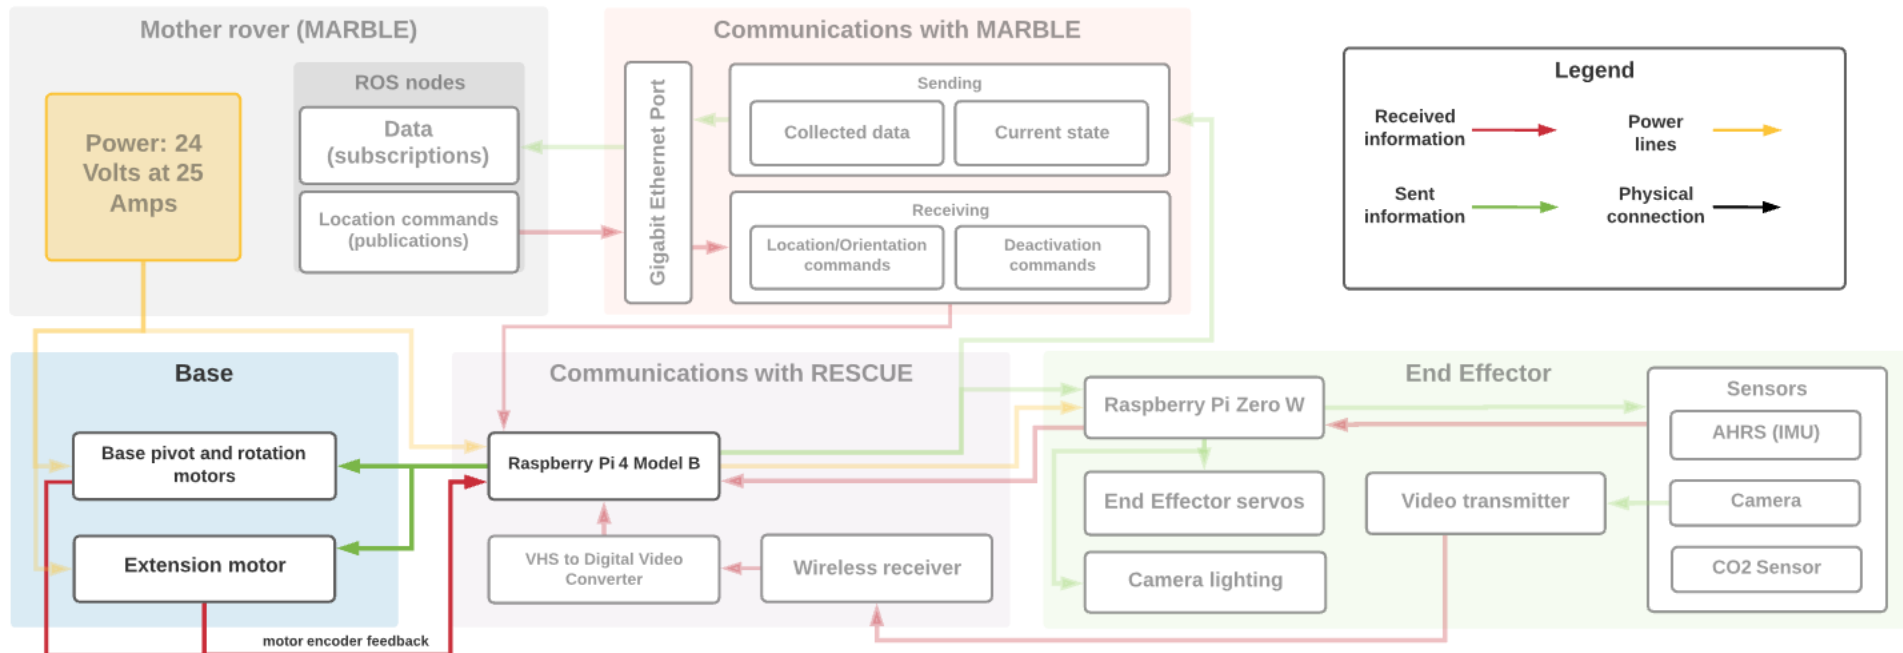 Mother rover (MARBLE)
Power: 24
Volts at 25
Amps
ROS nodes
Data
(subscriptions)
Location commands
(publications)
Communications with MARBLE
Gigabit Ethernet Port
Sending
Collected data
Current state
Receiving
Location/Orientation
commands
Deactivation
commands
Legend
Received
information
Power
lines
Sent
information
Physical
connection
Base
Base pivot and rotation
motors
Extension motor
motor encoder feedback
Communications with RESCUE
Raspberry Pi 4 Model B
VHS to Digital Video
Converter
Wireless receiver
End Effector
Raspberry Pi Zero W
End Effector servos
Camera lighting
Video transmitter
Sensors
AHRS (IMU)
Camera
CO2 Sensor